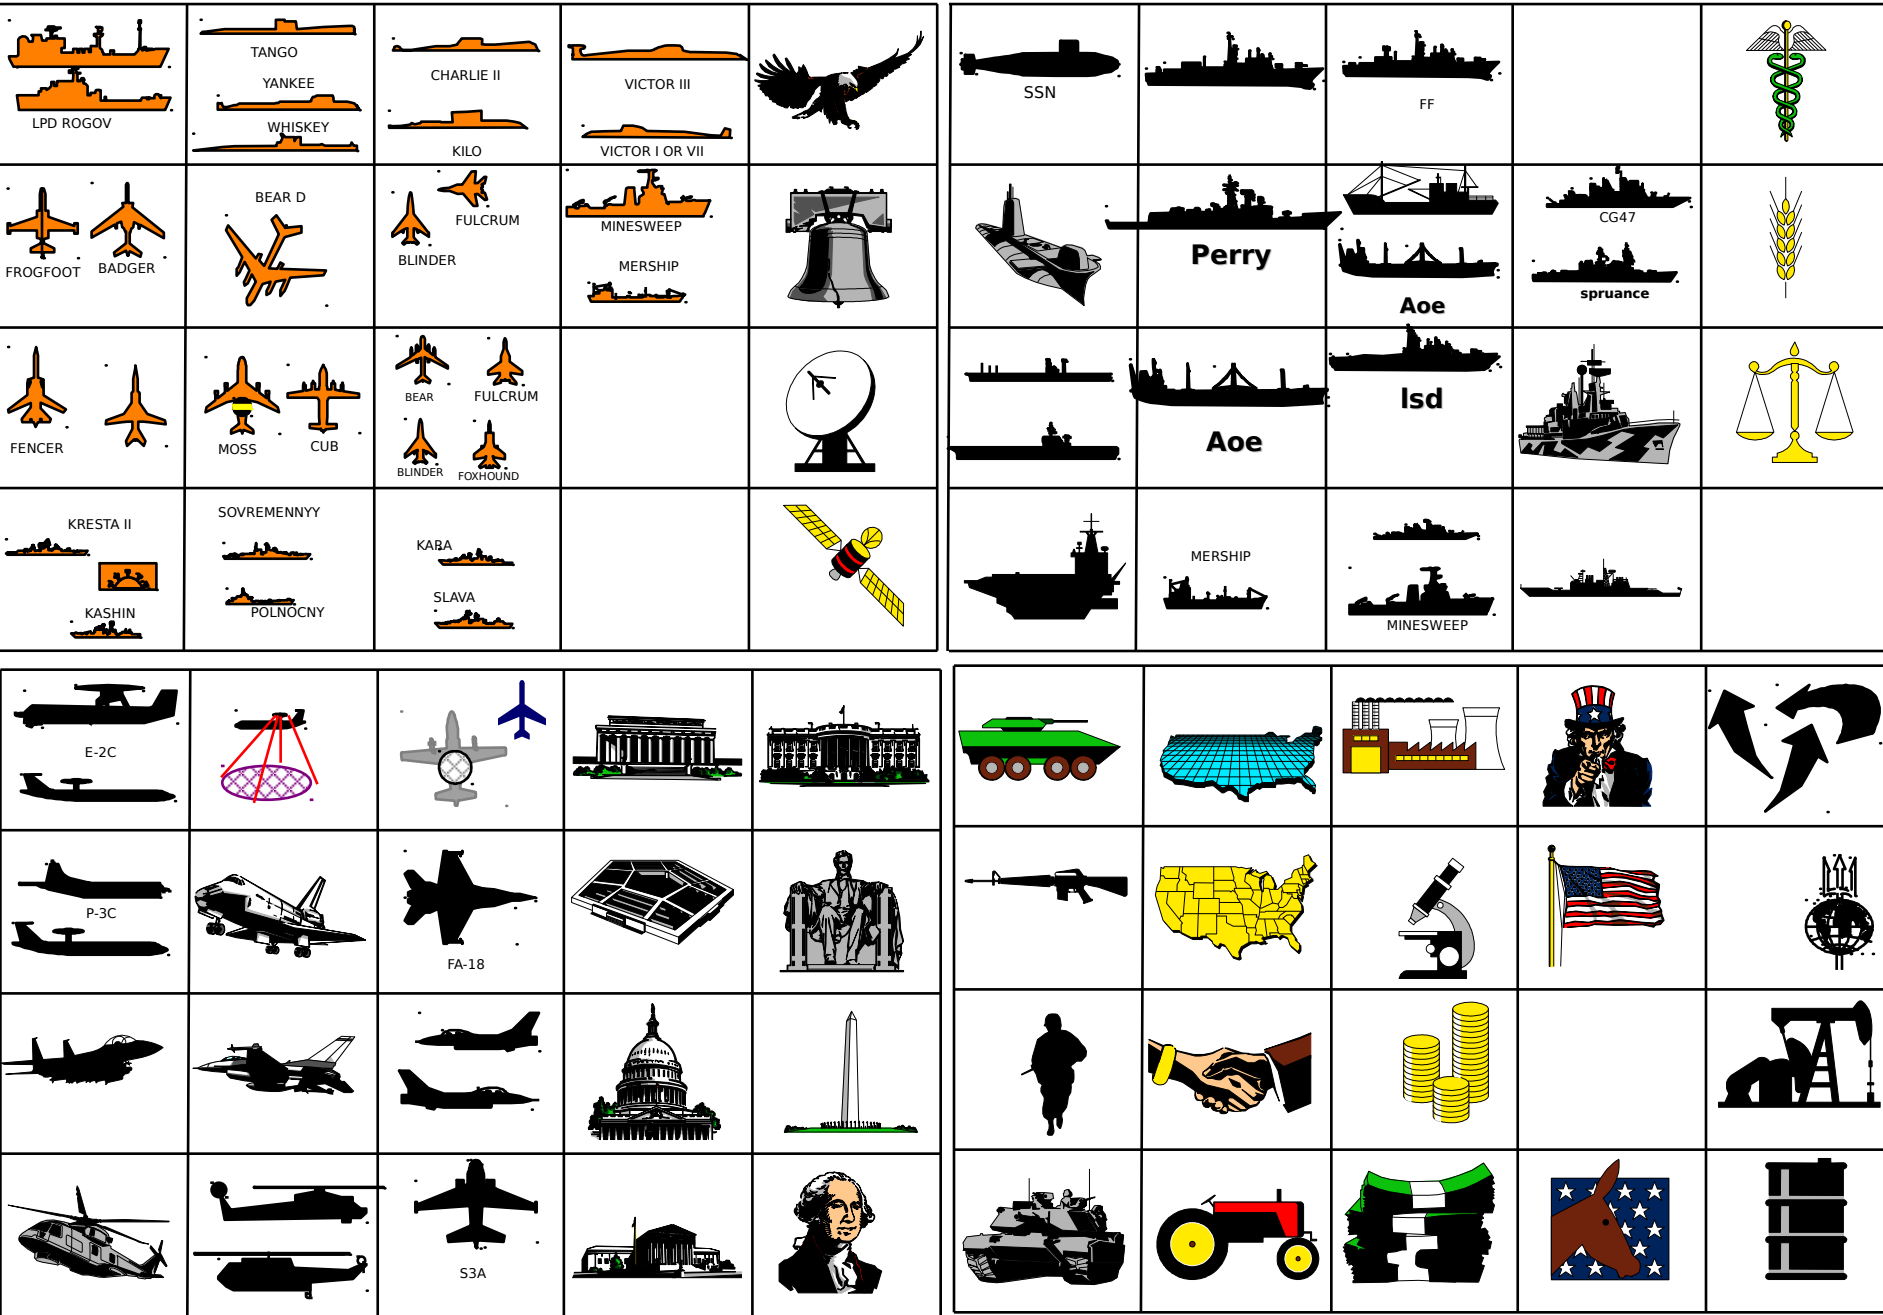 LPD ROGOV
TANGO
YANKEE
WHISKEY
CHARLIE II
KILO
VICTOR III
VICTOR I OR VII
FROGFOOT
BADGER
BEAR D
FULCRUM
BLINDER
MINESWEEP
MERSHIP
FENCER
MOSS
CUB
BEAR
FULCRUM
BLINDER
FOXHOUND
KRESTA II
KASHIN
SOVREMENNYY
POLNOCNY
KARA
SLAVA
SSN
FF
Perry
Aoe
CG47
spruance
Aoe
lsd
MERSHIP
MINESWEEP
E-2C
P-3C
FA-18
S3A